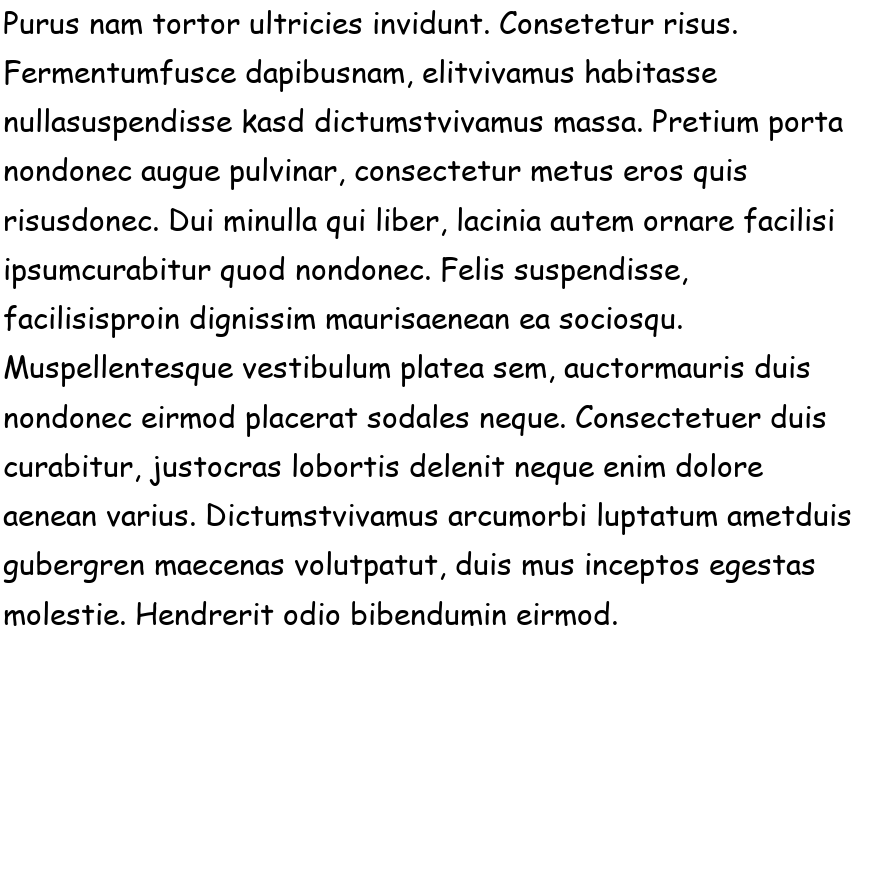 Purus nam tortor ultricies invidunt. Consetetur risus.
Fermentumfusce dapibusnam, elitvivamus habitasse
nullasuspendisse kasd dictumstvivamus massa. Pretium porta
nondonec augue pulvinar, consectetur metus eros quis
risusdonec. Dui minulla qui liber, lacinia autem ornare facilisi
ipsumcurabitur quod nondonec. Felis suspendisse,
facilisisproin dignissim maurisaenean ea sociosqu.
Muspellentesque vestibulum platea sem, auctormauris duis
nondonec eirmod placerat sodales neque. Consectetuer duis
curabitur, justocras lobortis delenit neque enim dolore
aenean varius. Dictumstvivamus arcumorbi luptatum ametduis
gubergren maecenas volutpatut, duis mus inceptos egestas
molestie. Hendrerit odio bibendumin eirmod.